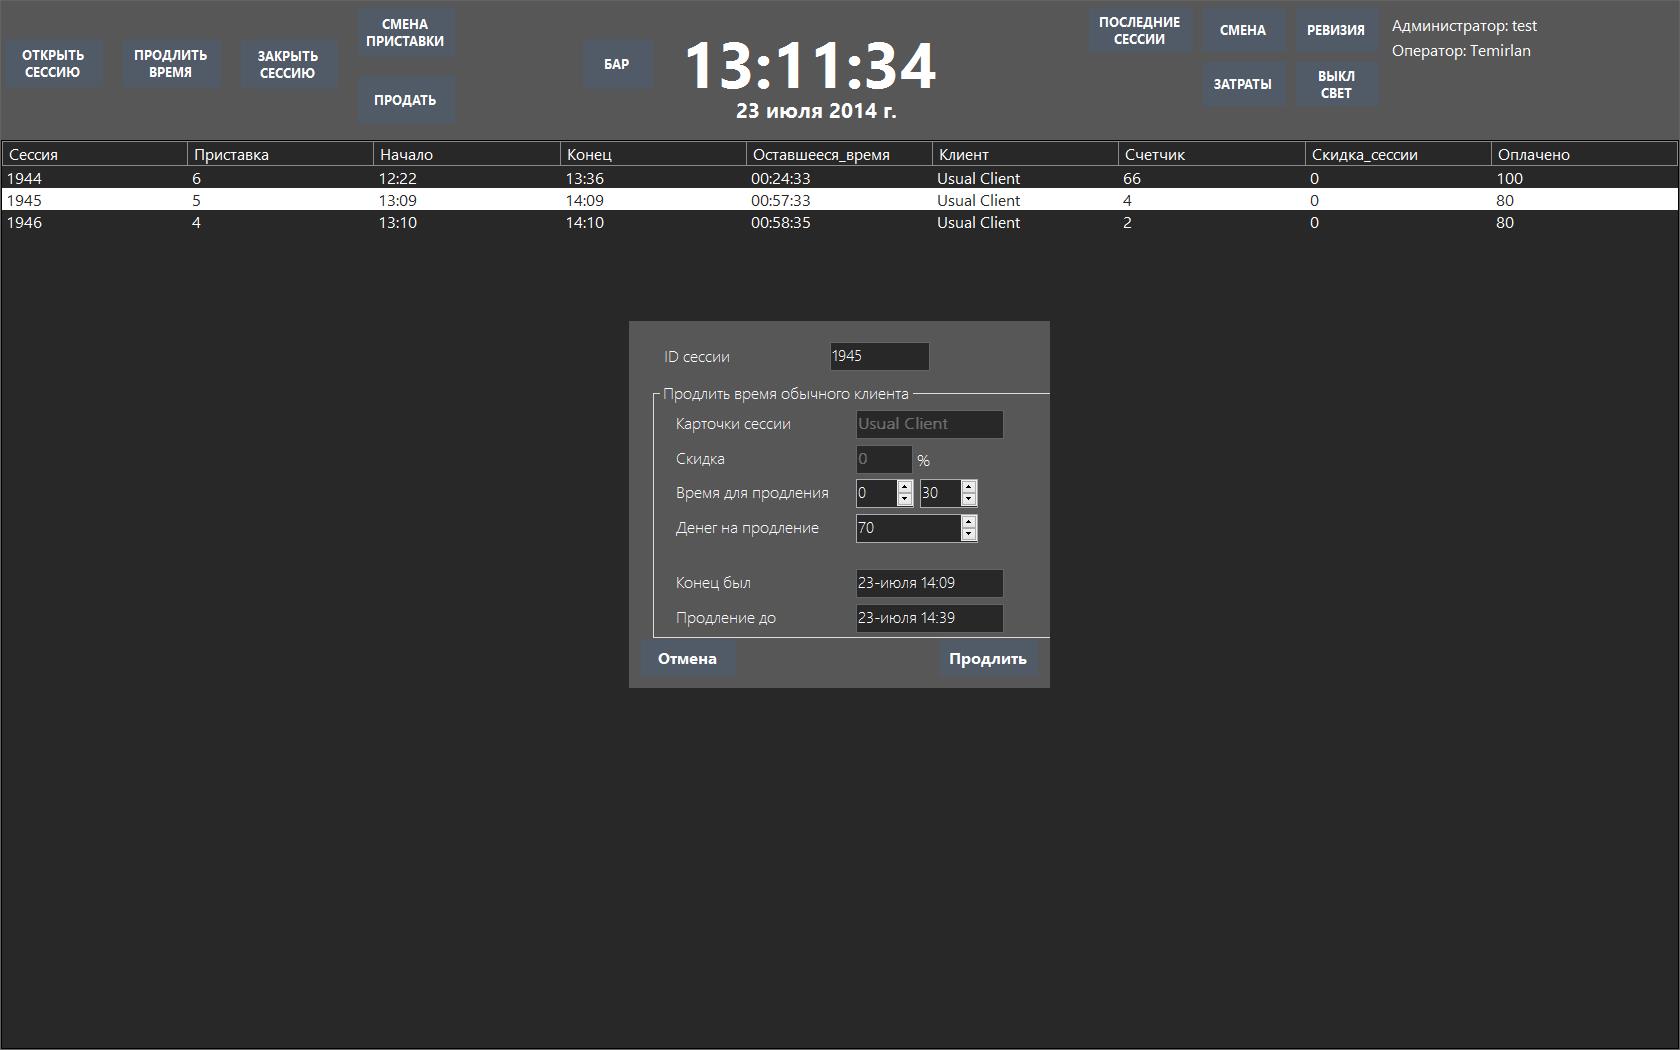 ОТКРЫТЬ
СЕССИЮ
ПРОДЛИТЬ
ВРЕМЯ
ЗАКРЫТЬ
СЕССИЮ
СМЕНА
ПРИСТАВКИ
ПРОДАТЬ
БАР
13:11:34
23 июля 2014 г.
ПОСЛЕДНИЕ
СЕССИИ
СМЕНА
РЕВИЗИЯ
ЗАТРАТЫ
ВЫКЛ
СВЕТ
Администратор: test
Оператор: Temirlan
Сессия Приставка Начало Конец Оставшееся_время Клиент Счетчик Скидка_сессии Оплачено
1944 6 12:22 13:36 00:24:33 Usual Client 66 0 100
1945 5 13:09 14:09 00:57:33 Usual Client 4 0 80
1946 4 13:10 14:10 00:58:35 Usual Client 2 0 80
ID сессии 1945
Продлить время обычного клиента
Карточки сессии Usual Client
Скидка 0 %
Время для продления 0 30
Денег на продление 70
Конец был 23-июля 14:09
Продление до 23-июля 14:39
Отмена Продлить